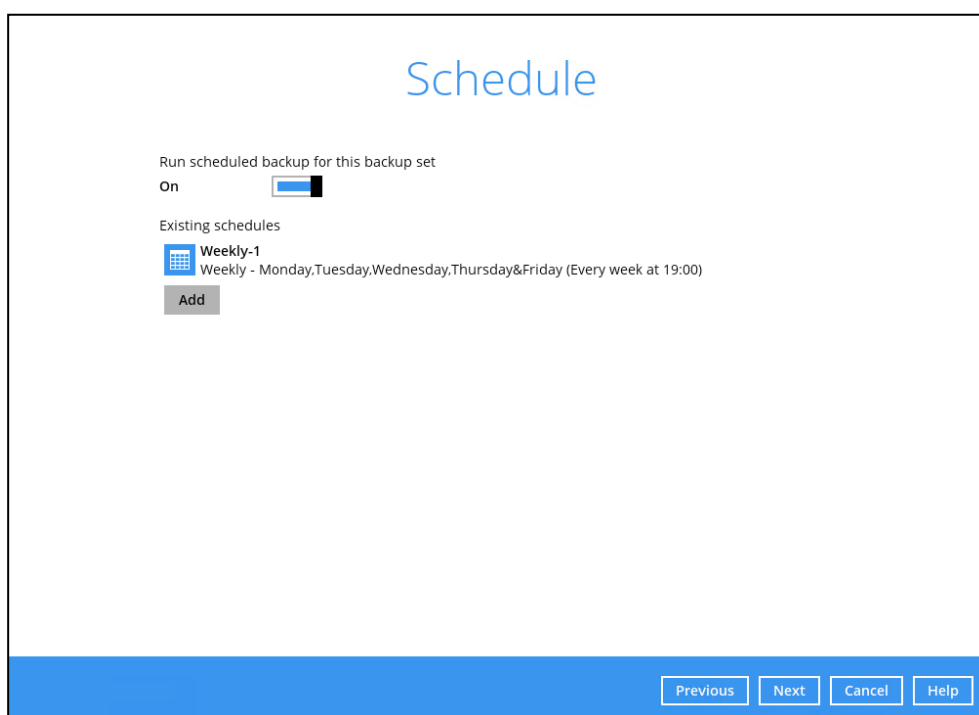 Schedule
Run scheduled backup for this backup set
On
Existing schedules
Weekly-1
Weekly - Monday,Tuesday,Wednesday,Thursday&Friday (Every week at 19:00)
Add
Previous Next Cancel Help